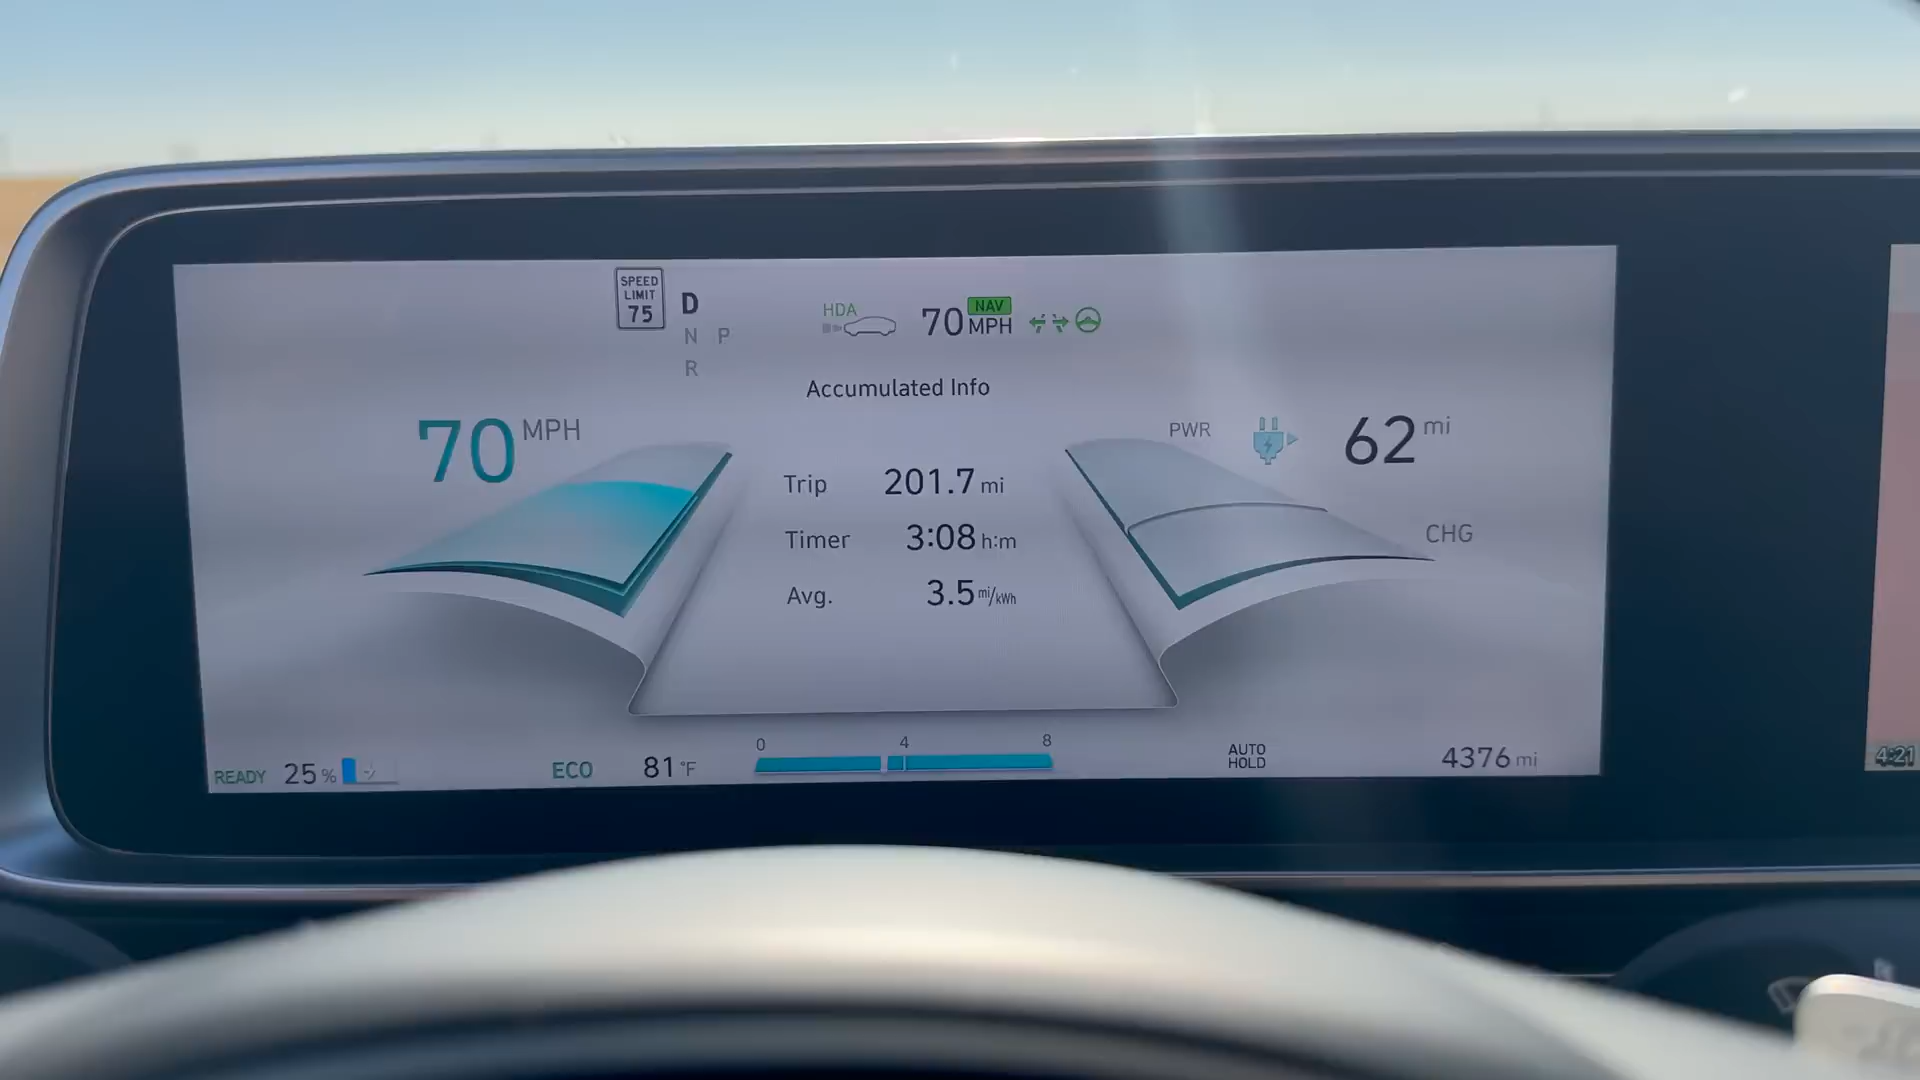 SPEED
LIMIT
75
D
N P
R
HDA
70 MPH NAV
Accumulated Info
70 MPH
Trip 201.7 mi
Timer 3:08 h:m
Avg. 3.5 mi/kWh
PWR
62 mi
CHG
0 4 8
READY 25% ECO 81 °F
AUTO
HOLD
4376 mi
4:21